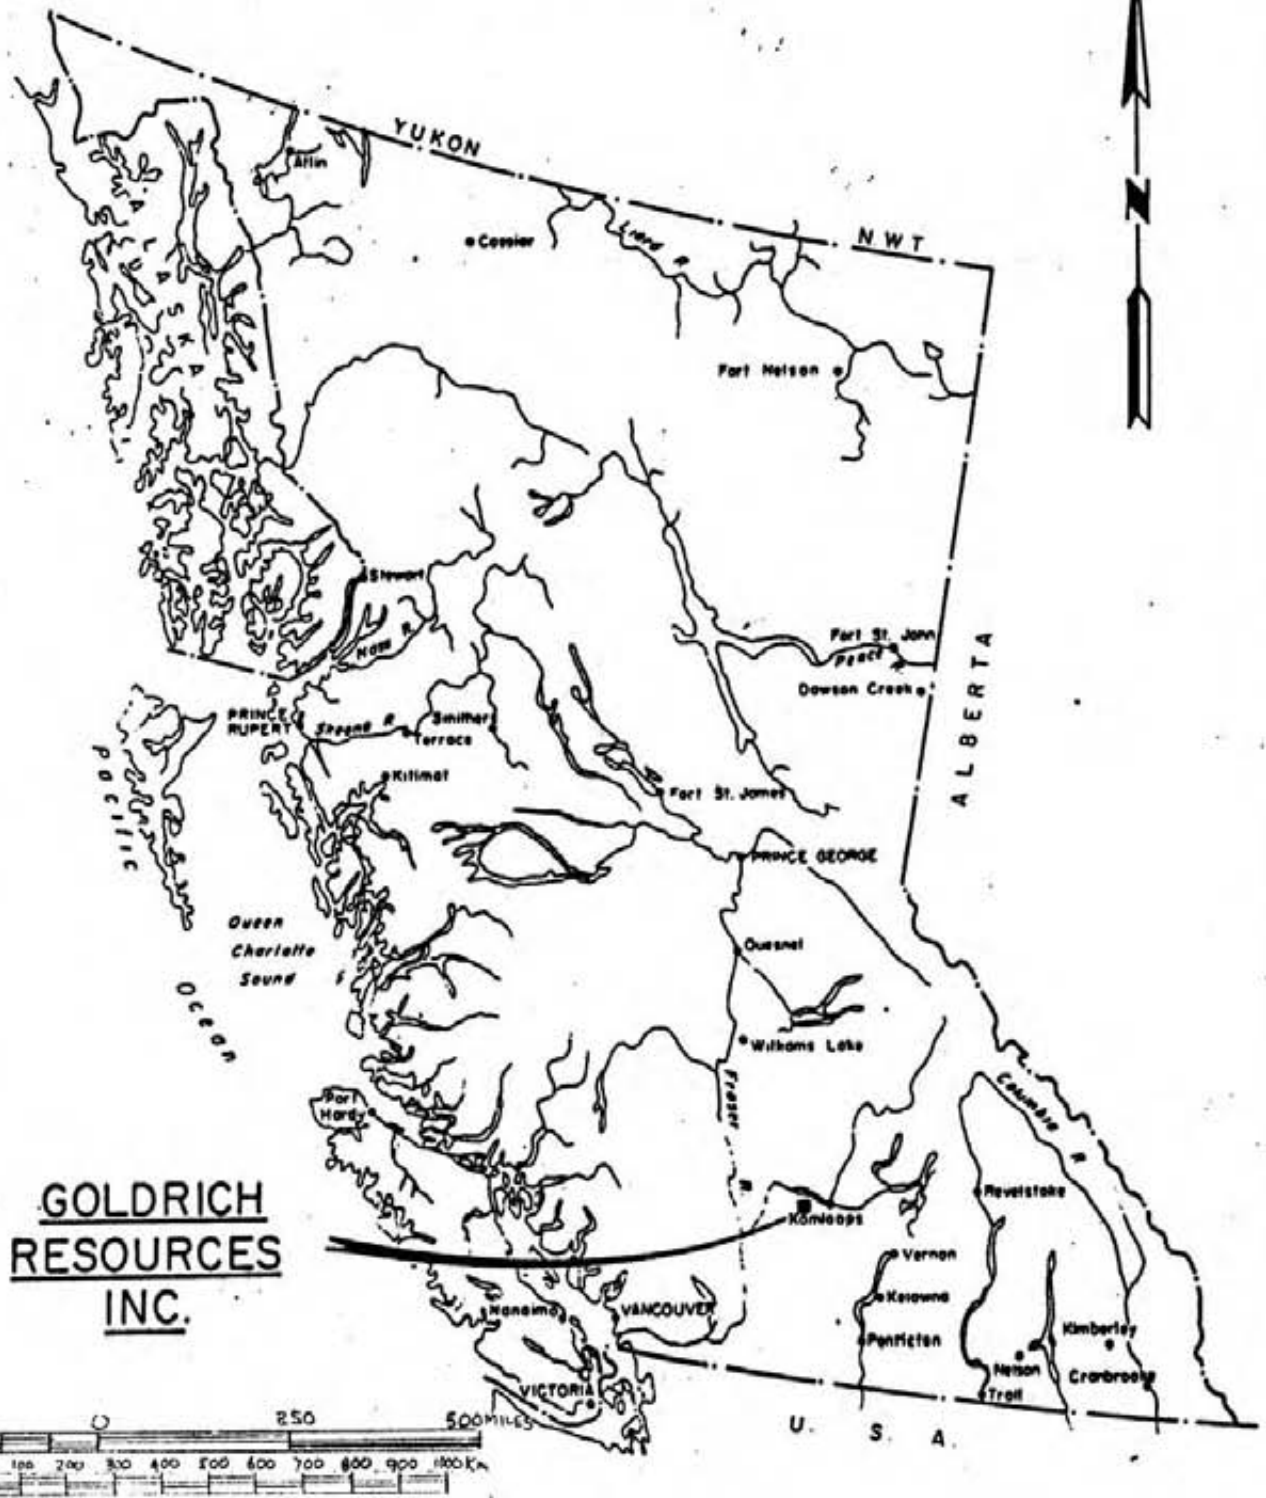 YUKON
N
Atlin
Cassiar
Liard R
NWT
ALASKA
Fort Nelson
Stewart
Nass R.
Fort St. John
Peace R
Dawson Creek
ALBERTA
PRINCE
RUPERT
Skeena R
Smithers
Terrace
Kitimat
Pacific
Fort St. James
PRINCE GEORGE
Queen
Charlotte
Sound
Quesnel
Ocean
Williams Lake
Fraser R.
Columbia R
Port
Hardy
GOLDRICH
RESOURCES
INC.
Revelstoke
Kamloops
Vernon
Kelowna
Nanaimo
VANCOUVER
Penticton
Kimberley
Nelson
Cranbrook
Trail
VICTORIA
U. S. A.
0 250 500 MILES
100 200 300 400 500 600 700 800 900 1000 Km